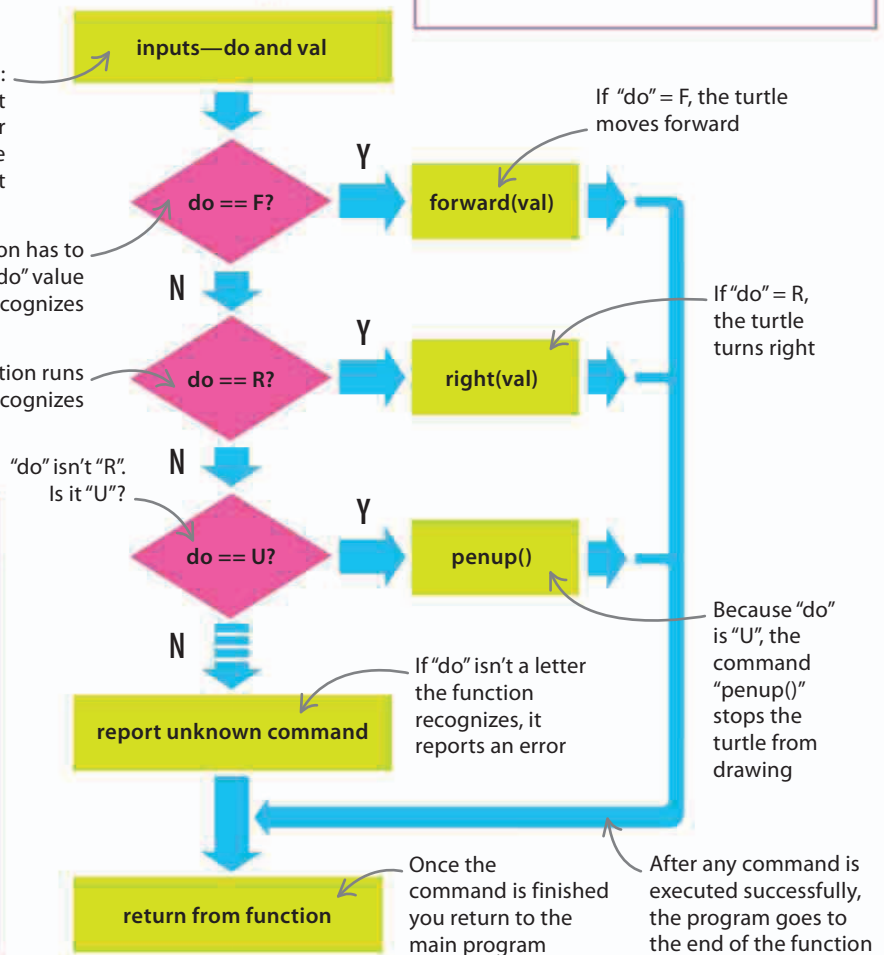 inputs—do and val
:
t
r
e
t
If “do” = F, the turtle
moves forward
Y
do == F?
forward(val)
on has to
do” value
cognizes
N
If “do” = R,
the turtle
turns right
Y
do == R?
right(val)
tion runs
cognizes
N
“do” isn’t “R”.
Is it “U”?
Y
do == U?
penup()
Because “do”
is “U”, the
command
“penup()”
stops the
turtle from
drawing
N
If “do” isn’t a letter
the function
recognizes, it
reports an error
report unknown command
Once the
command is finished
you return to the
main program
After any command is
executed successfully,
the program goes to
the end of the function
return from function